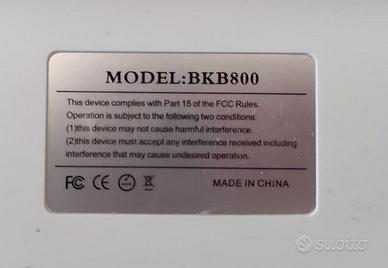 MODEL:BKB800
This device complies with Part 15 of the FCC Rules.
Operation is subject to the following two conditions:
(1)this device may not cause harmful interference.
(2)this device must accept any interference received including
interference that may cause undesired operation.
FC CE MADE IN CHINA
subito